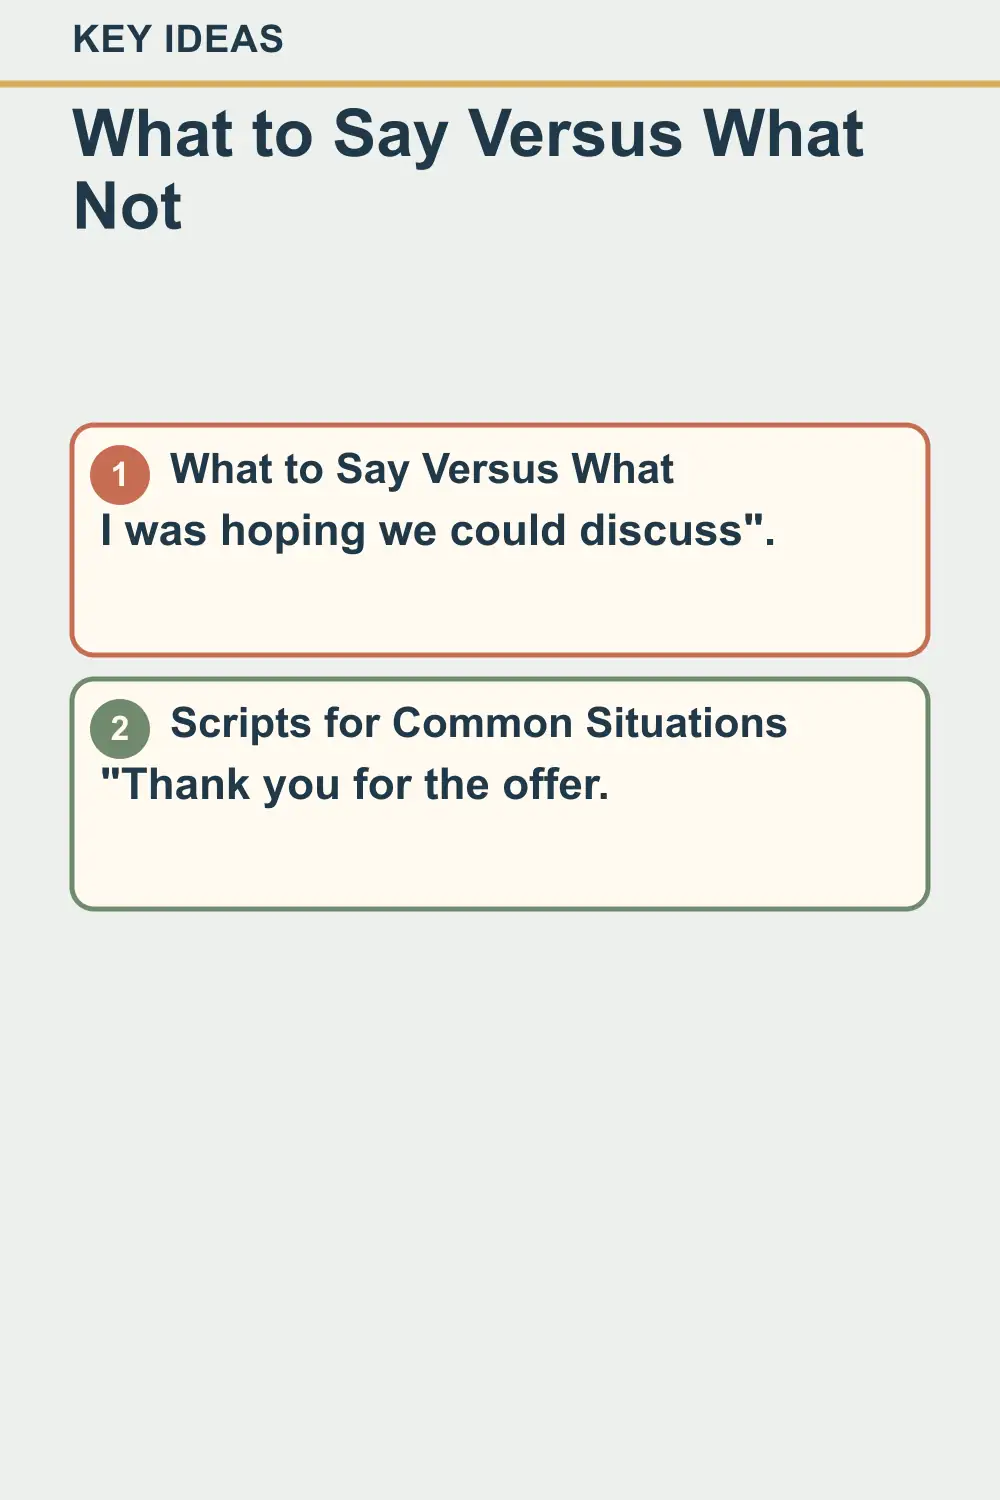 KEY IDEAS
What to Say Versus What
Not
1 What to Say Versus What
I was hoping we could discuss".
2 Scripts for Common Situations
"Thank you for the offer.